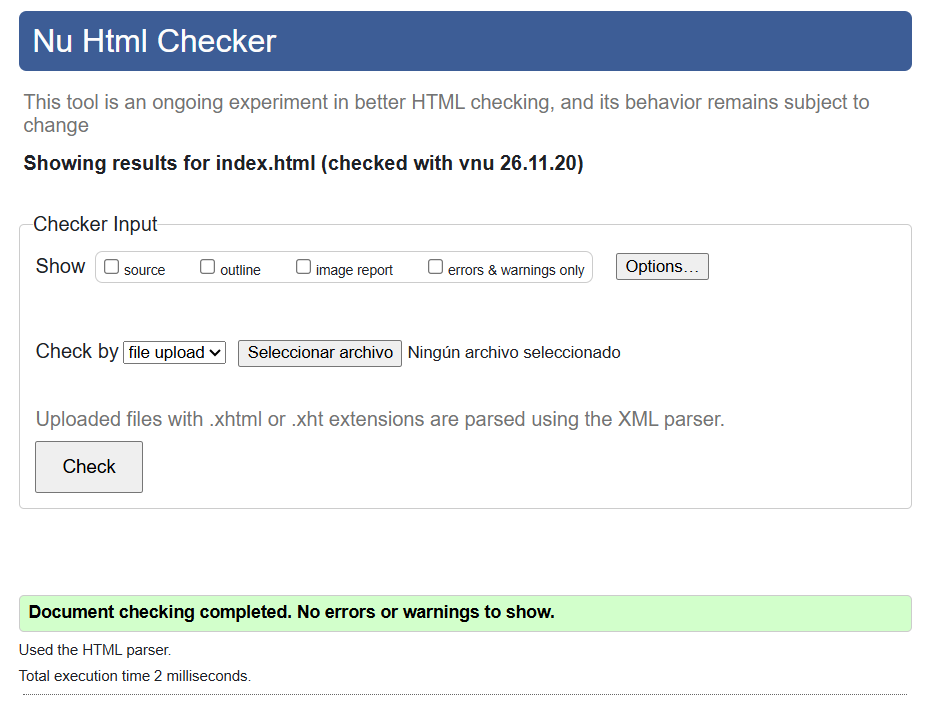 Nu Html Checker
This tool is an ongoing experiment in better HTML checking, and its behavior remains subject to
change
Showing results for index.html (checked with vnu 26.11.20)
Checker Input
Show source outline image report errors & warnings only Options…
Check by file upload Seleccionar archivo Ningún archivo seleccionado
Uploaded files with .xhtml or .xht extensions are parsed using the XML parser.
Check
Document checking completed. No errors or warnings to show.
Used the HTML parser.
Total execution time 2 milliseconds.